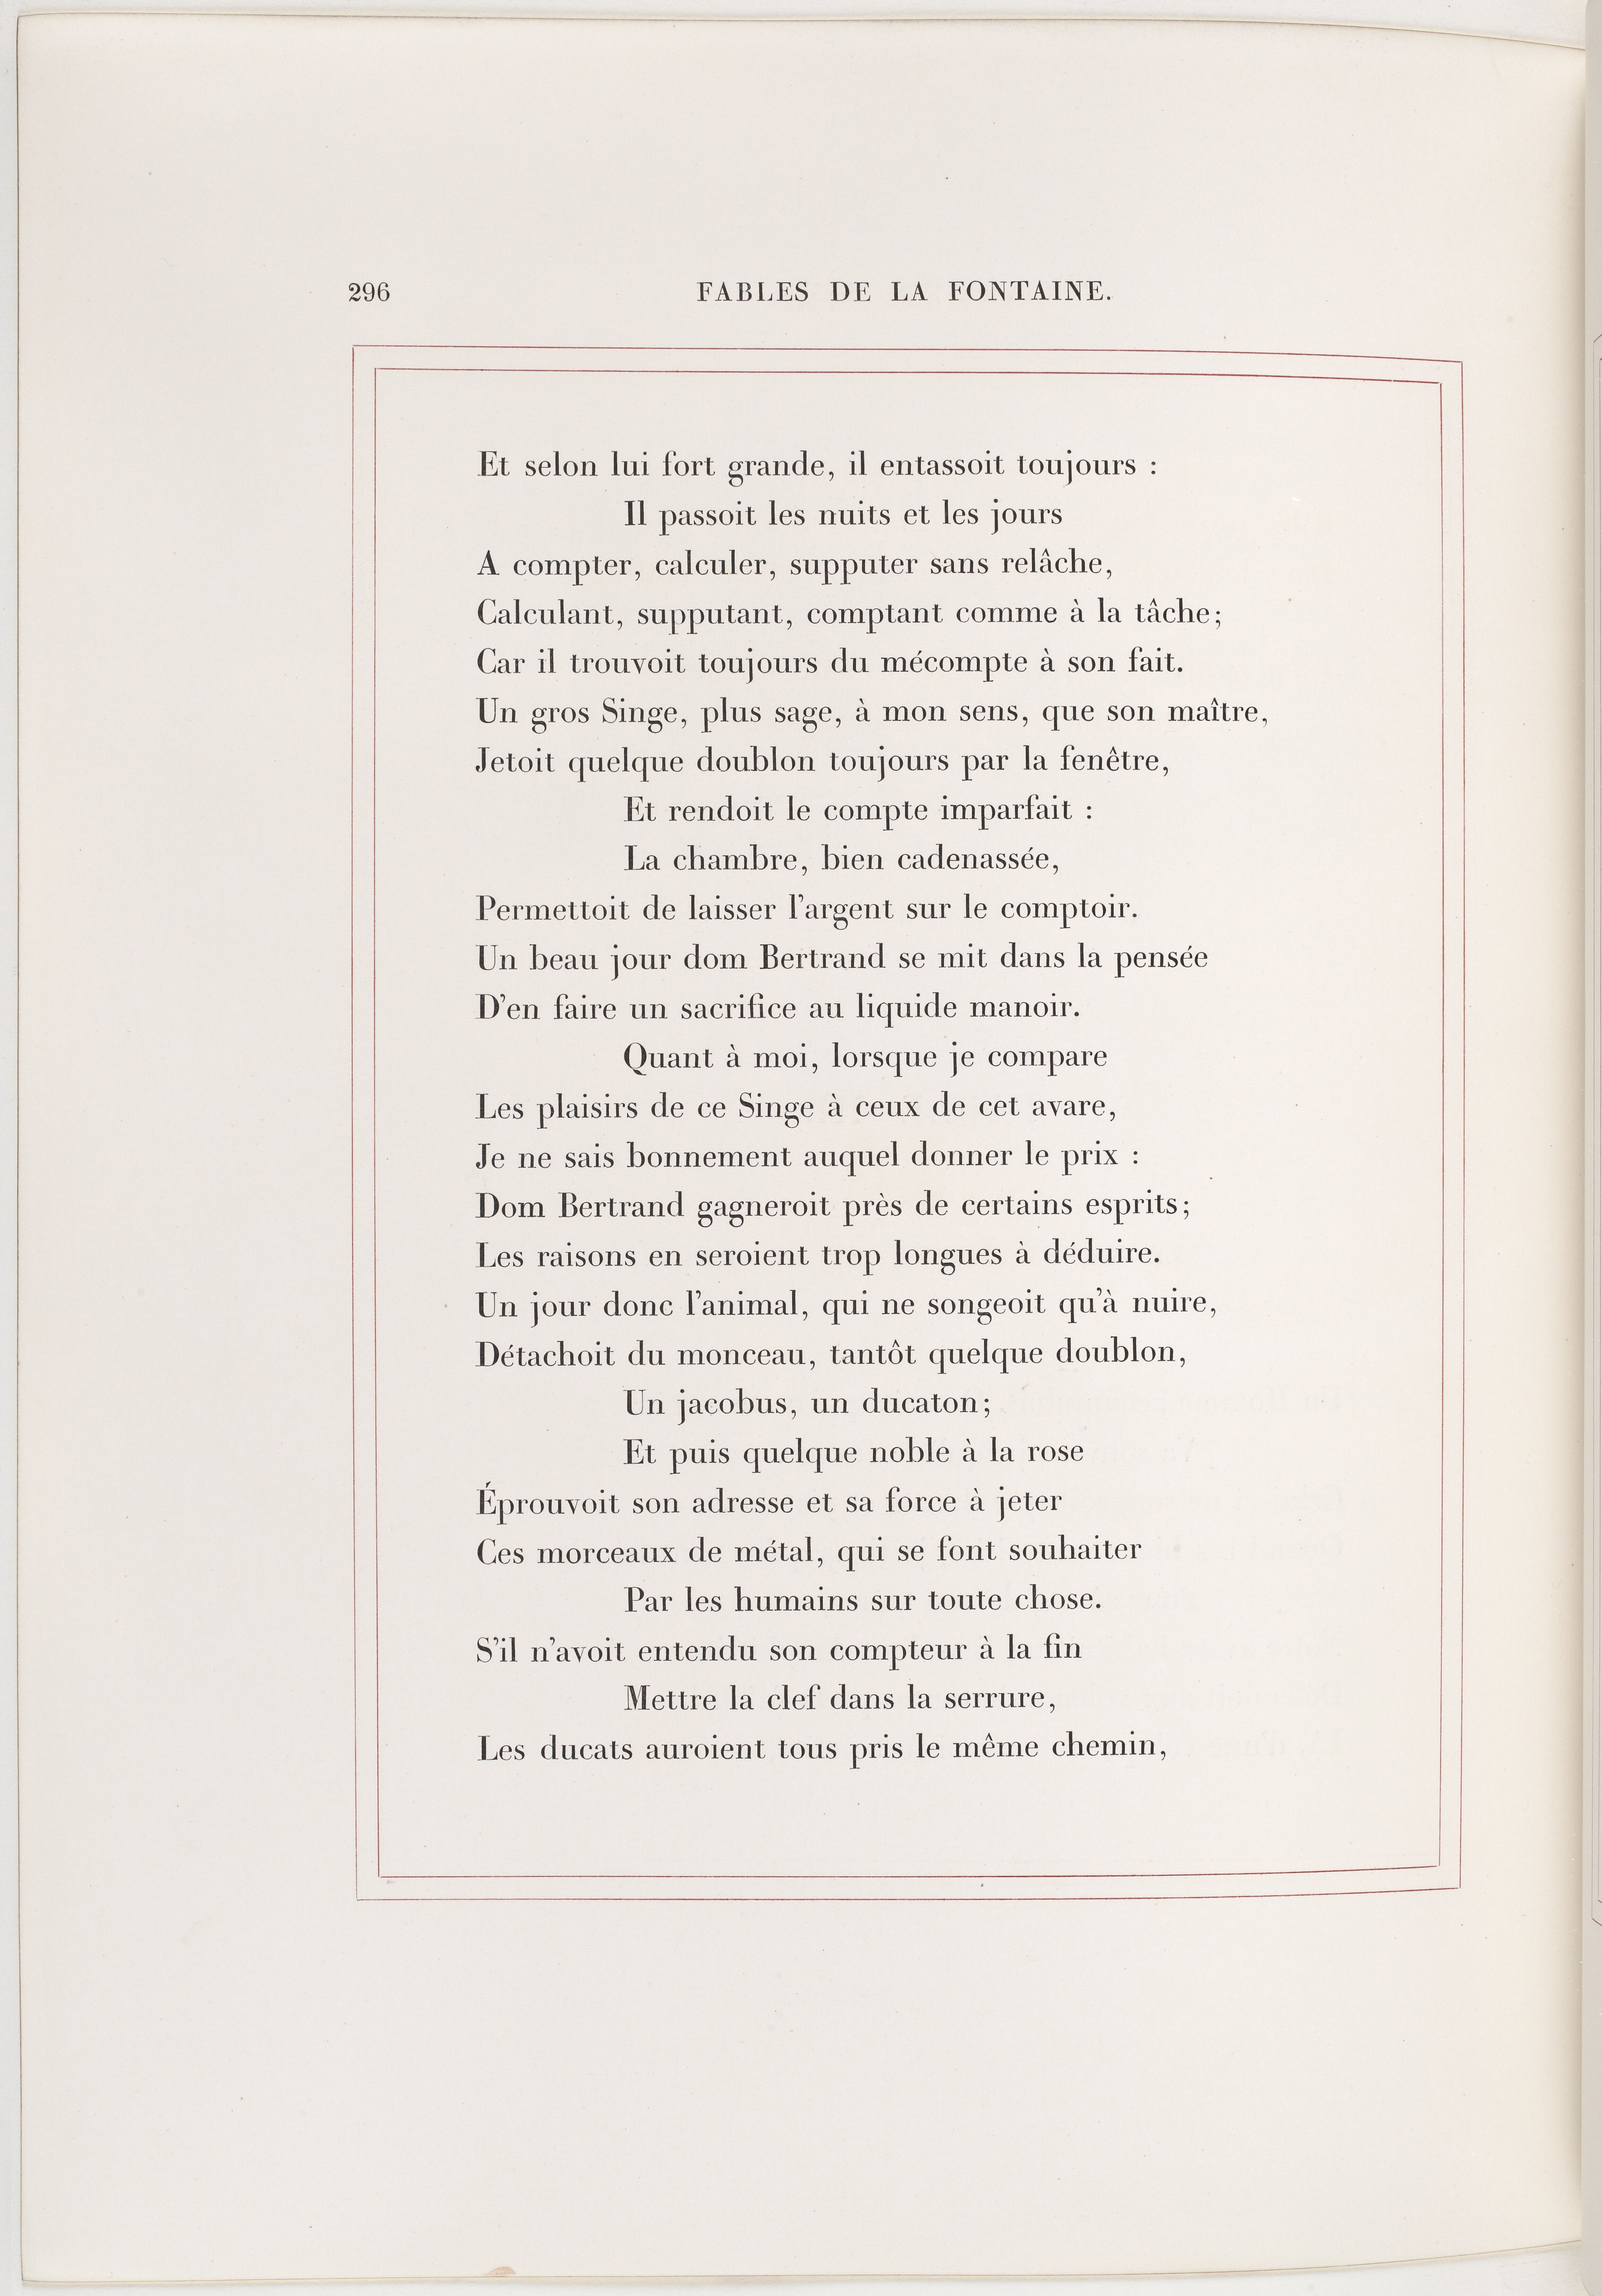 296 FABLES DE LA FONTAINE.
Et selon lui fort grande, il entassoit toujours :
Il passoit les nuits et les jours
A compter, calculer, supputer sans relâche,
Calculant, supputant, comptant comme à la tâche;
Car il trouvoit toujours du mécompte à son fait.
Un gros Singe, plus sage, à mon sens, que son maître,
Jetoit quelque doublon toujours par la fenêtre,
Et rendoit le compte imparfait :
La chambre, bien cadenassée,
Permettoit de laisser l'argent sur le comptoir.
Un beau jour dom Bertrand se mit dans la pensée
D'en faire un sacrifice au liquide manoir.
Quant à moi, lorsque je compare
Les plaisirs de ce Singe à ceux de cet avare,
Je ne sais bonnement auquel donner le prix :
Dom Bertrand gagneroit près de certains esprits;
Les raisons en seroient trop longues à déduire.
Un jour donc l'animal, qui ne songeoit qu'à nuire,
Détachoit du monceau, tantôt quelque doublon,
Un jacobus, un ducaton;
Et puis quelque noble à la rose
Éprouvoit son adresse et sa force à jeter
Ces morceaux de métal, qui se font souhaiter
Par les humains sur toute chose.
S'il n'avoit entendu son compteur à la fin
Mettre la clef dans la serrure,
Les ducats auroient tous pris le même chemin,